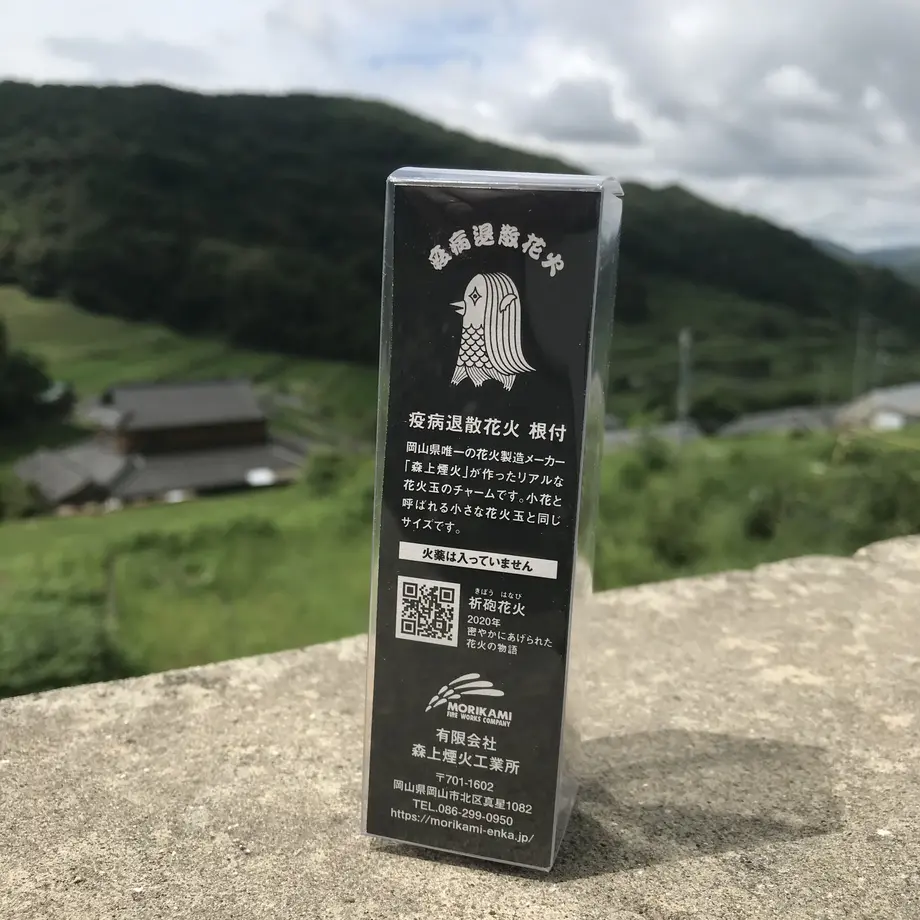 疫病退散花火
疫病退散花火 根付
岡山県唯一の花火製造メーカー
「森上煙火」が作ったリアルな
花火玉のチャームです。小花と
呼ばれる小さな花火玉と同じ
サイズです。
火薬は入っていません
きぼう はなび
祈砲花火
2020年
密やかにあげられた
花火の物語
MORIKAMI
FIRE WORKS COMPANY
有限会社
森上煙火工業所
〒701-1602
岡山県岡山市北区真星1082
TEL.086-299-0950
https://morikami-enka.jp/